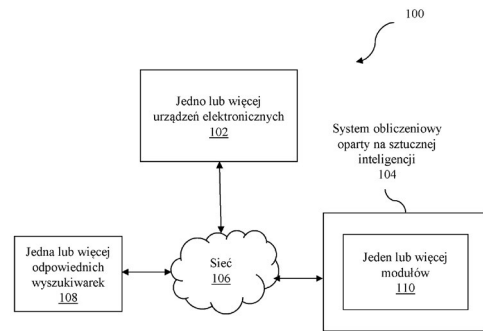 100
Jedno lub więcej
urządzeń elektronicznych
102
System obliczeniowy
oparty na sztucznej
inteligencji
104
Jedna lub więcej
odpowiednich
wyszukiwarek
108
Sieć
106
Jeden lub więcej
modułów
110